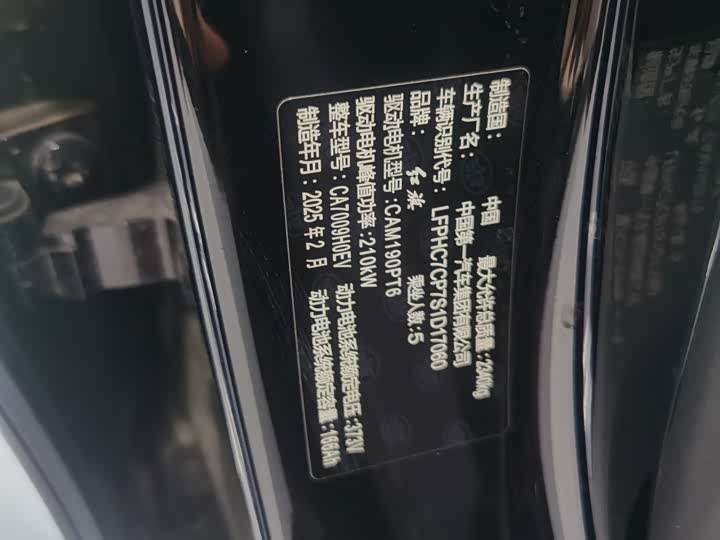 制造国：中国 最大允许总质量：2340kg
生产厂名：中国第一汽车集团有限公司
车辆识别代号：LFPHC7CP7S1D17060
品牌：红旗 乘坐人数：5
驱动电机型号：CAM190PT6
驱动电机峰值功率：210kW
整车型号：CA7009H0EV 动力电池系统额定电压：373V
制造年月：2025年2月 动力电池系统额定容量：166Ah